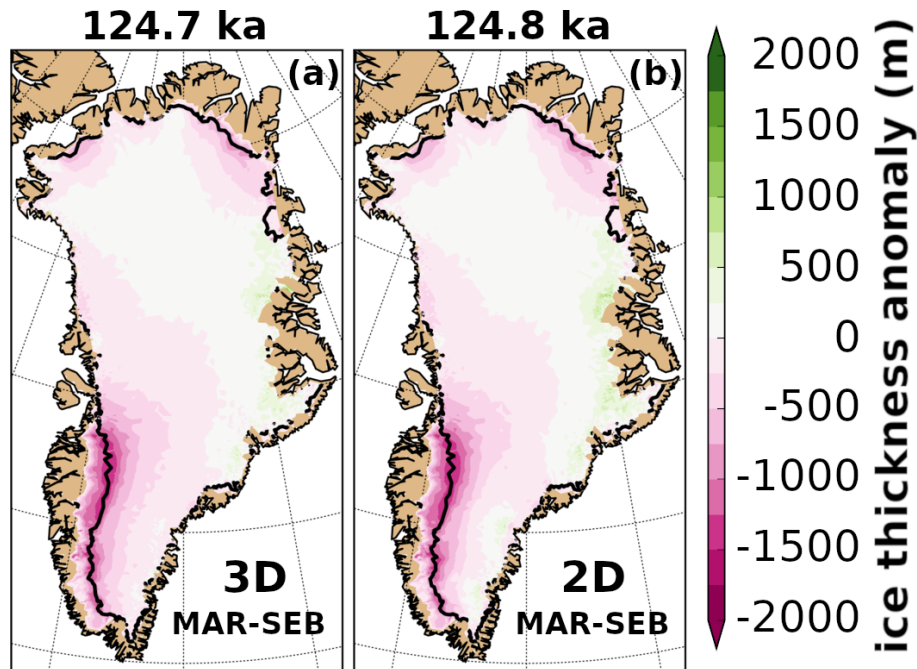 124.7 ka
124.8 ka
(a)
(b)
3D
MAR-SEB
2D
MAR-SEB
2000
1500
1000
500
0
-500
-1000
-1500
-2000
ice thickness anomaly (m)